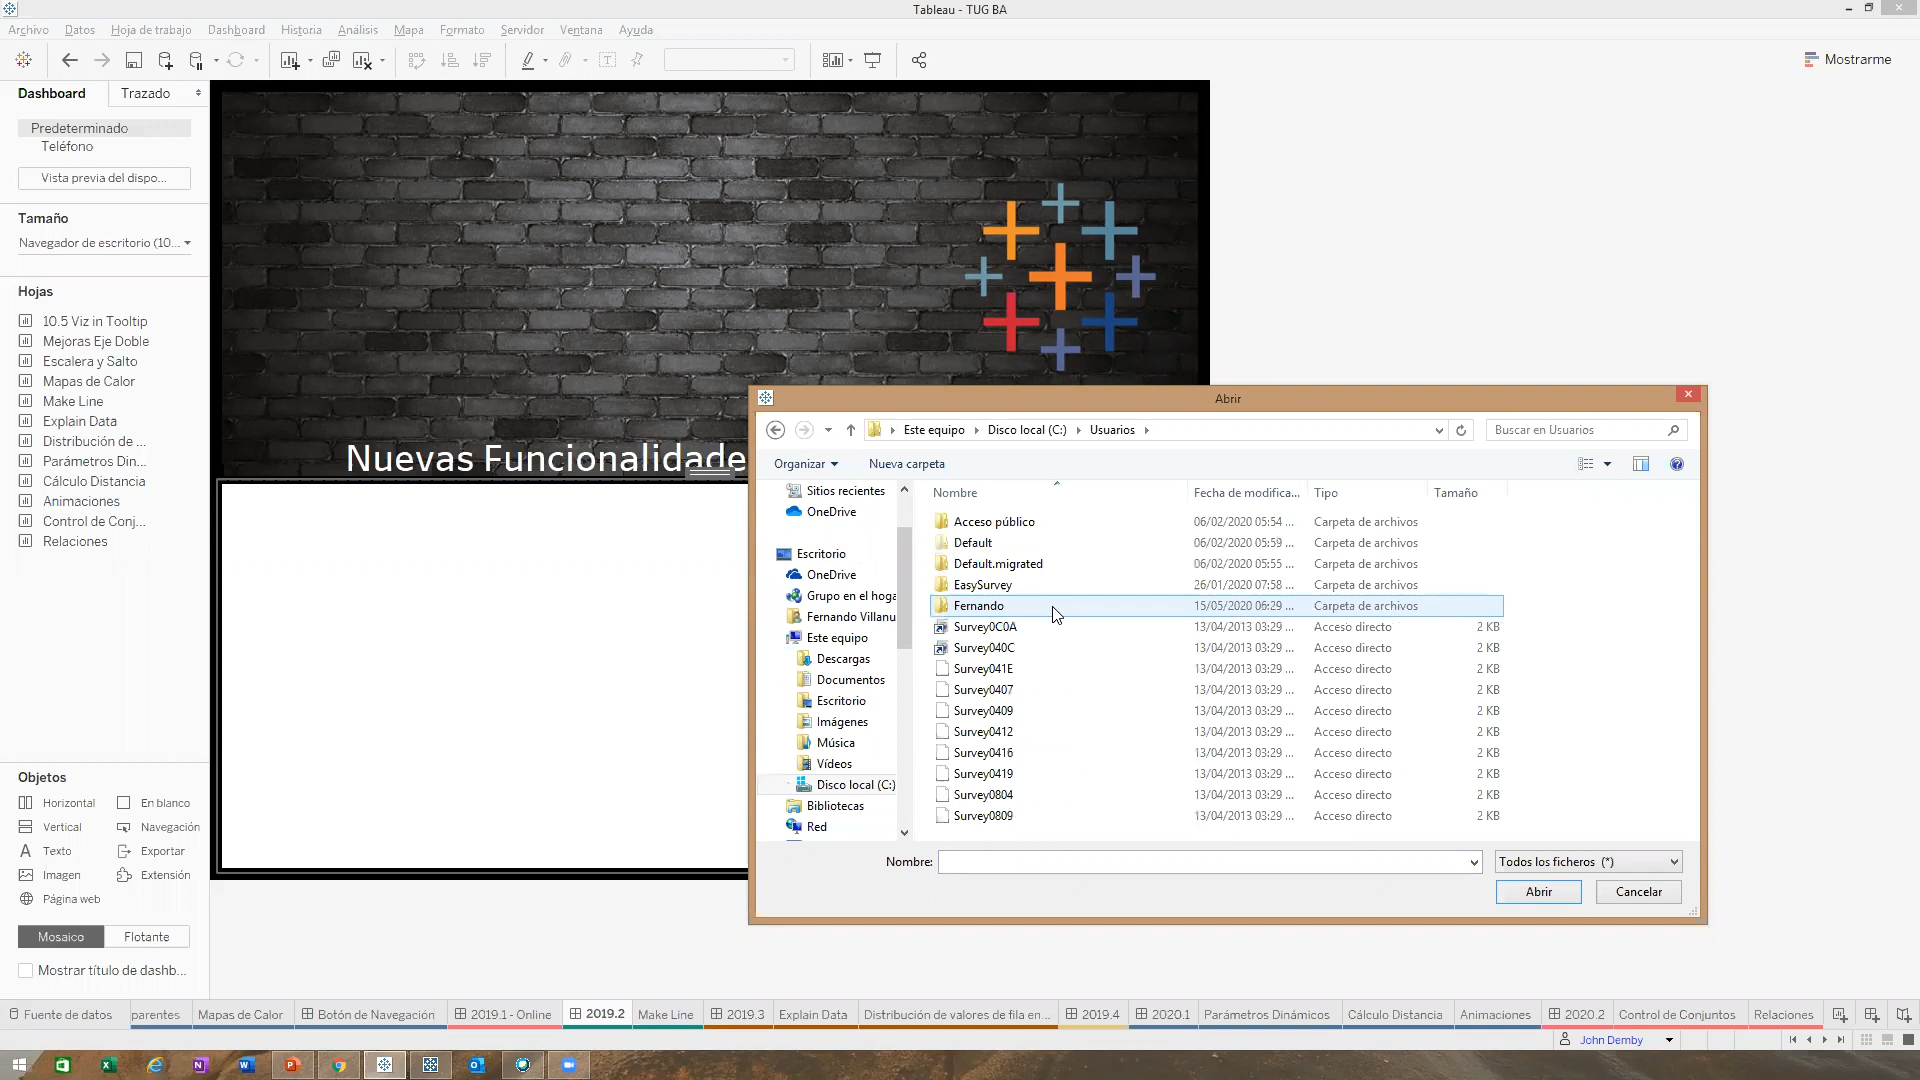 Tableau - TUG BA
Archivo Datos Hoja de trabajo Dashboard Historia Análisis Mapa Formato Servidor Ventana Ayuda
Mostrarme
Dashboard Trazado
Predeterminado
Teléfono
Vista previa del dispo...
Tamaño
Navegador de escritorio (10...
Hojas
10.5 Viz in Tooltip
Mejoras Eje Doble
Escalera y Salto
Mapas de Calor
Make Line
Explain Data
Distribución de ...
Parámetros Din...
Cálculo Distancia
Animaciones
Control de Conj...
Relaciones
Objetos
Horizontal En blanco
Vertical Navegación
Texto Exportar
Imagen Extensión
Página web
Mosaico Flotante
Mostrar título de dashb...
Nuevas Funcionalidade
Abrir
Este equipo Disco local (C:) Usuarios
Buscar en Usuarios
Organizar Nueva carpeta
Sitios recientes
OneDrive
Escritorio
OneDrive
Grupo en el hoga
Fernando Villanu
Este equipo
Descargas
Documentos
Escritorio
Imágenes
Música
Vídeos
Disco local (C:)
Bibliotecas
Red
Nombre Fecha de modifica... Tipo Tamaño
Acceso público 06/02/2020 05:54 ... Carpeta de archivos
Default 06/02/2020 05:59 ... Carpeta de archivos
Default.migrated 06/02/2020 05:55 ... Carpeta de archivos
EasySurvey 26/01/2020 07:58 ... Carpeta de archivos
Fernando 15/05/2020 06:29 ... Carpeta de archivos
Survey0C0A 13/04/2013 03:29 ... Acceso directo 2 KB
Survey040C 13/04/2013 03:29 ... Acceso directo 2 KB
Survey041E 13/04/2013 03:29 ... Acceso directo 2 KB
Survey0407 13/04/2013 03:29 ... Acceso directo 2 KB
Survey0409 13/04/2013 03:29 ... Acceso directo 2 KB
Survey0412 13/04/2013 03:29 ... Acceso directo 2 KB
Survey0416 13/04/2013 03:29 ... Acceso directo 2 KB
Survey0419 13/04/2013 03:29 ... Acceso directo 2 KB
Survey0804 13/04/2013 03:29 ... Acceso directo 2 KB
Survey0809 13/04/2013 03:29 ... Acceso directo 2 KB
Nombre: Todos los ficheros (*)
Abrir Cancelar
Fuente de datos parentes Mapas de Calor Botón de Navegación 2019.1 - Online 2019.2 Make Line 2019.3 Explain Data Distribución de valores de fila en... 2019.4 2020.1 Parámetros Dinámicos Cálculo Distancia Animaciones 2020.2 Control de Conjuntos Relaciones
John Demby